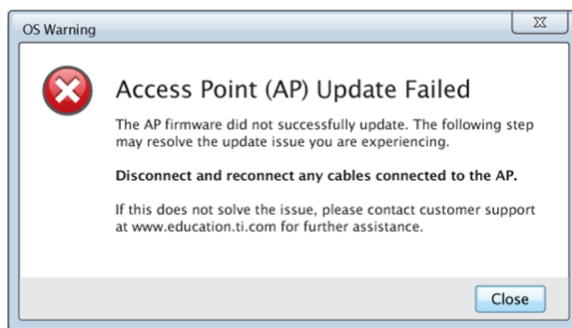 OS Warning
Access Point (AP) Update Failed
The AP firmware did not successfully update. The following step
may resolve the update issue you are experiencing.
Disconnect and reconnect any cables connected to the AP.
If this does not solve the issue, please contact customer support
at www.education.ti.com for further assistance.
Close